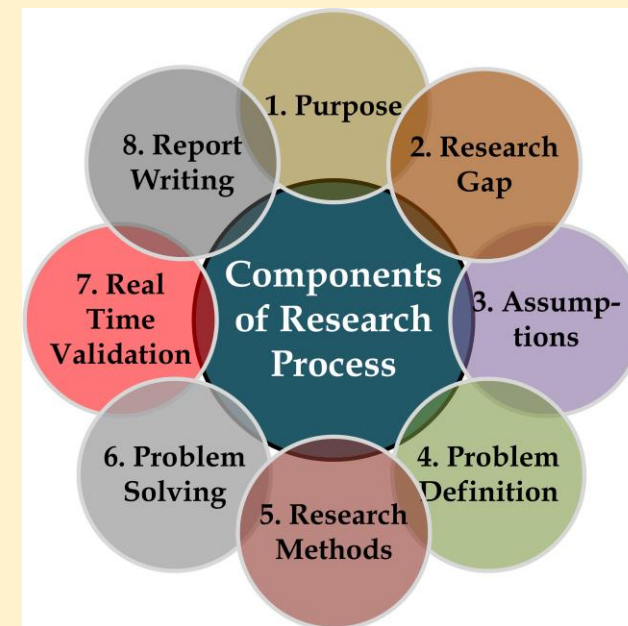 1. Purpose
2. Research
Gap
3. Assump-
tions
4. Problem
Definition
5. Research
Methods
6. Problem
Solving
7. Real
Time
Validation
8. Report
Writing
Components
of Research
Process